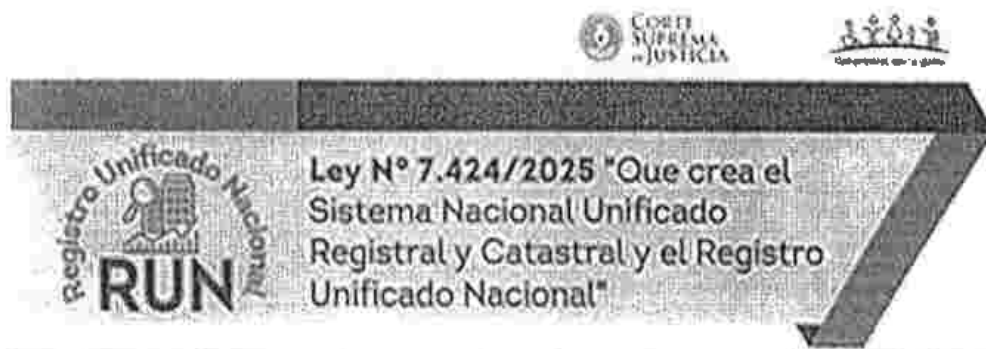 CORTE
SUPREMA
DE JUSTICIA
Registro Unificado Nacional
RUN
Ley N° 7.424/2025 "Que crea el
Sistema Nacional Unificado
Registral y Catastral y el Registro
Unificado Nacional"